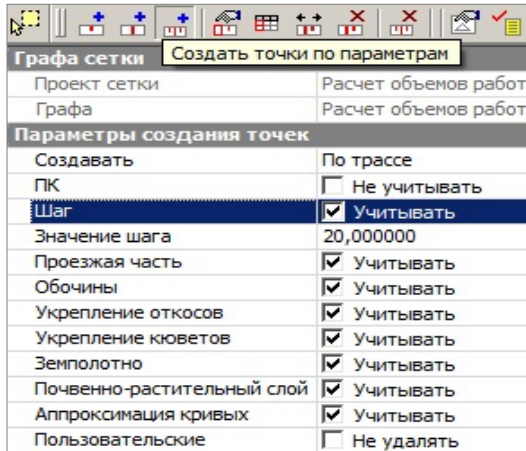 Создать точки по параметрам
Графа сетки
Проект сетки Расчет объемов работ
Графа Расчет объемов работ
Параметры создания точек
Создавать По трассе
ПК Не учитывать
Шаг Учитывать
Значение шага 20,000000
Проезжая часть Учитывать
Обочины Учитывать
Укрепление откосов Учитывать
Укрепление кюветов Учитывать
Земполотно Учитывать
Почвенно-растительный слой Учитывать
Аппроксимация кривых Учитывать
Пользовательские Не удалять